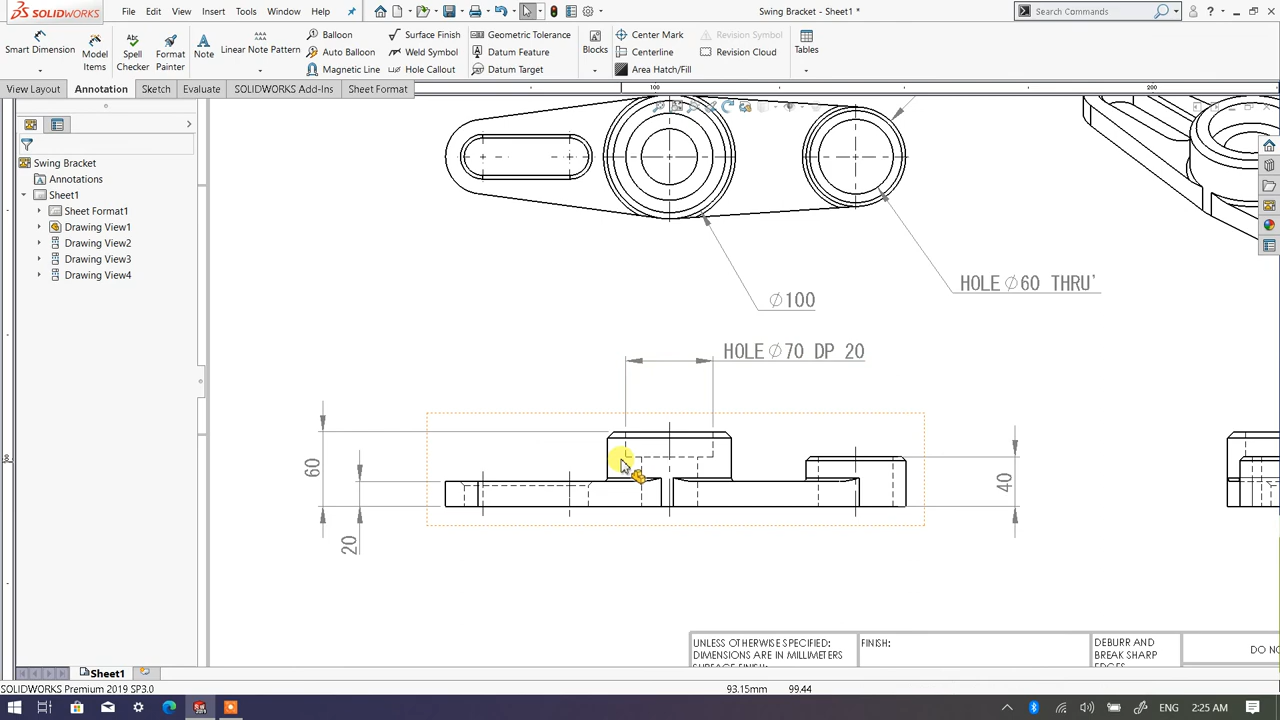 SOLIDWORKS
File
Edit
View
Insert
Tools
Window
Help
Swing Bracket - Sheet1 *
Search Commands
Smart Dimension
Model Items
Spell Checker
Format Painter
Note
Linear Note Pattern
Balloon
Auto Balloon
Magnetic Line
Surface Finish
Weld Symbol
Hole Callout
Geometric Tolerance
Datum Feature
Datum Target
Blocks
Center Mark
Centerline
Area Hatch/Fill
Revision Symbol
Revision Cloud
Tables
View Layout
Annotation
Sketch
Evaluate
SOLIDWORKS Add-Ins
Sheet Format
100
200
Swing Bracket
Annotations
Sheet1
Sheet Format1
Drawing View1
Drawing View2
Drawing View3
Drawing View4
HOLE ∅60 THRU'
∅100
HOLE ∅70 DP 20
60
20
40
UNLESS OTHERWISE SPECIFIED:
DIMENSIONS ARE IN MILLIMETERS
SURFACE FINISH:
FINISH:
DEBURR AND
BREAK SHARP
EDGES
DO NO
Sheet1
SOLIDWORKS Premium 2019 SP3.0
93.15mm
99.44
ENG
2:25 AM